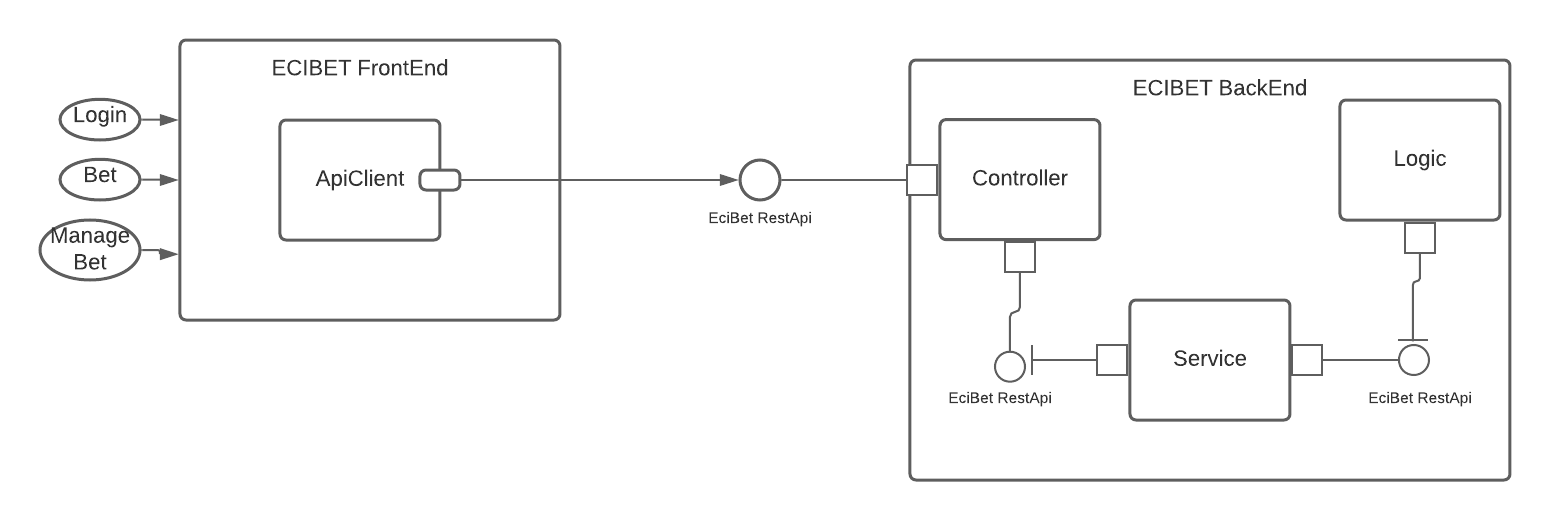 ECIBET FrontEnd
Login
Bet
Manage
Bet
ApiClient
EciBet RestApi
ECIBET BackEnd
Controller
Logic
Service
EciBet RestApi
EciBet RestApi